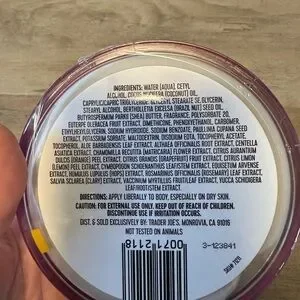 INGREDIENTS: WATER (AQUA), CETYL
ALCOHOL, COCOS NUCIFERA (COCONUT) OIL,
CAPRYLIC/CAPRIC TRIGLYCERIDE, GLYCERYL STEARATE SE, GLYCERIN,
STEARYL ALCOHOL, BERTHOLLETIA EXCELSA (BRAZIL NUT) SEED OIL,
BUTYROSPERMUM PARKII (SHEA) BUTTER, FRAGRANCE, POLYSORBATE 20,
EUTERPE OLERACEA FRUIT EXTRACT, DIMETHICONE, PHENOXYETHANOL, CARBOMER,
ETHYLHEXYLGLYCERIN, SODIUM HYDROXIDE, SODIUM BENZOATE, PAULLINIA CUPANA SEED
EXTRACT, POTASSIUM SORBATE, MALTODEXTRIN, DISODIUM EDTA, TOCOPHERYL ACETATE,
TOCOPHEROL, ALOE BARBADENSIS LEAF EXTRACT, ALTHAEA OFFICINALIS ROOT EXTRACT, CENTELLA
ASIATICA EXTRACT, CHAMOMILLA RECUTITA (MATRICARIA) FLOWER EXTRACT, CITRUS AURANTIUM
DULCIS (ORANGE) PEEL EXTRACT, CITRUS GRANDIS (GRAPEFRUIT) FRUIT EXTRACT, CITRUS LIMON
(LEMON) PEEL EXTRACT, CYMBOPOGON SCHOENANTHUS EXTRACT, EQUISETUM ARVENSE
EXTRACT, HUMULUS LUPULUS (HOPS) EXTRACT, ROSMARINUS OFFICINALIS (ROSEMARY) LEAF EXTRACT,
SALVIA SCLAREA (CLARY) EXTRACT, VACCINIUM MYRTILLUS FRUIT/LEAF EXTRACT, YUCCA SCHIDIGERA
LEAF/ROOT/STEM EXTRACT.
DIRECTIONS: APPLY LIBERALLY TO BODY, ESPECIALLY ON DRY SKIN.
CAUTION: FOR EXTERNAL USE ONLY. KEEP OUT OF REACH OF CHILDREN.
DISCONTINUE USE IF IRRITATION OCCURS.
DIST. & SOLD EXCLUSIVELY BY: TRADER JOE'S, MONROVIA, CA 91016
NOT TESTED ON ANIMALS
0071 2118
3-123841